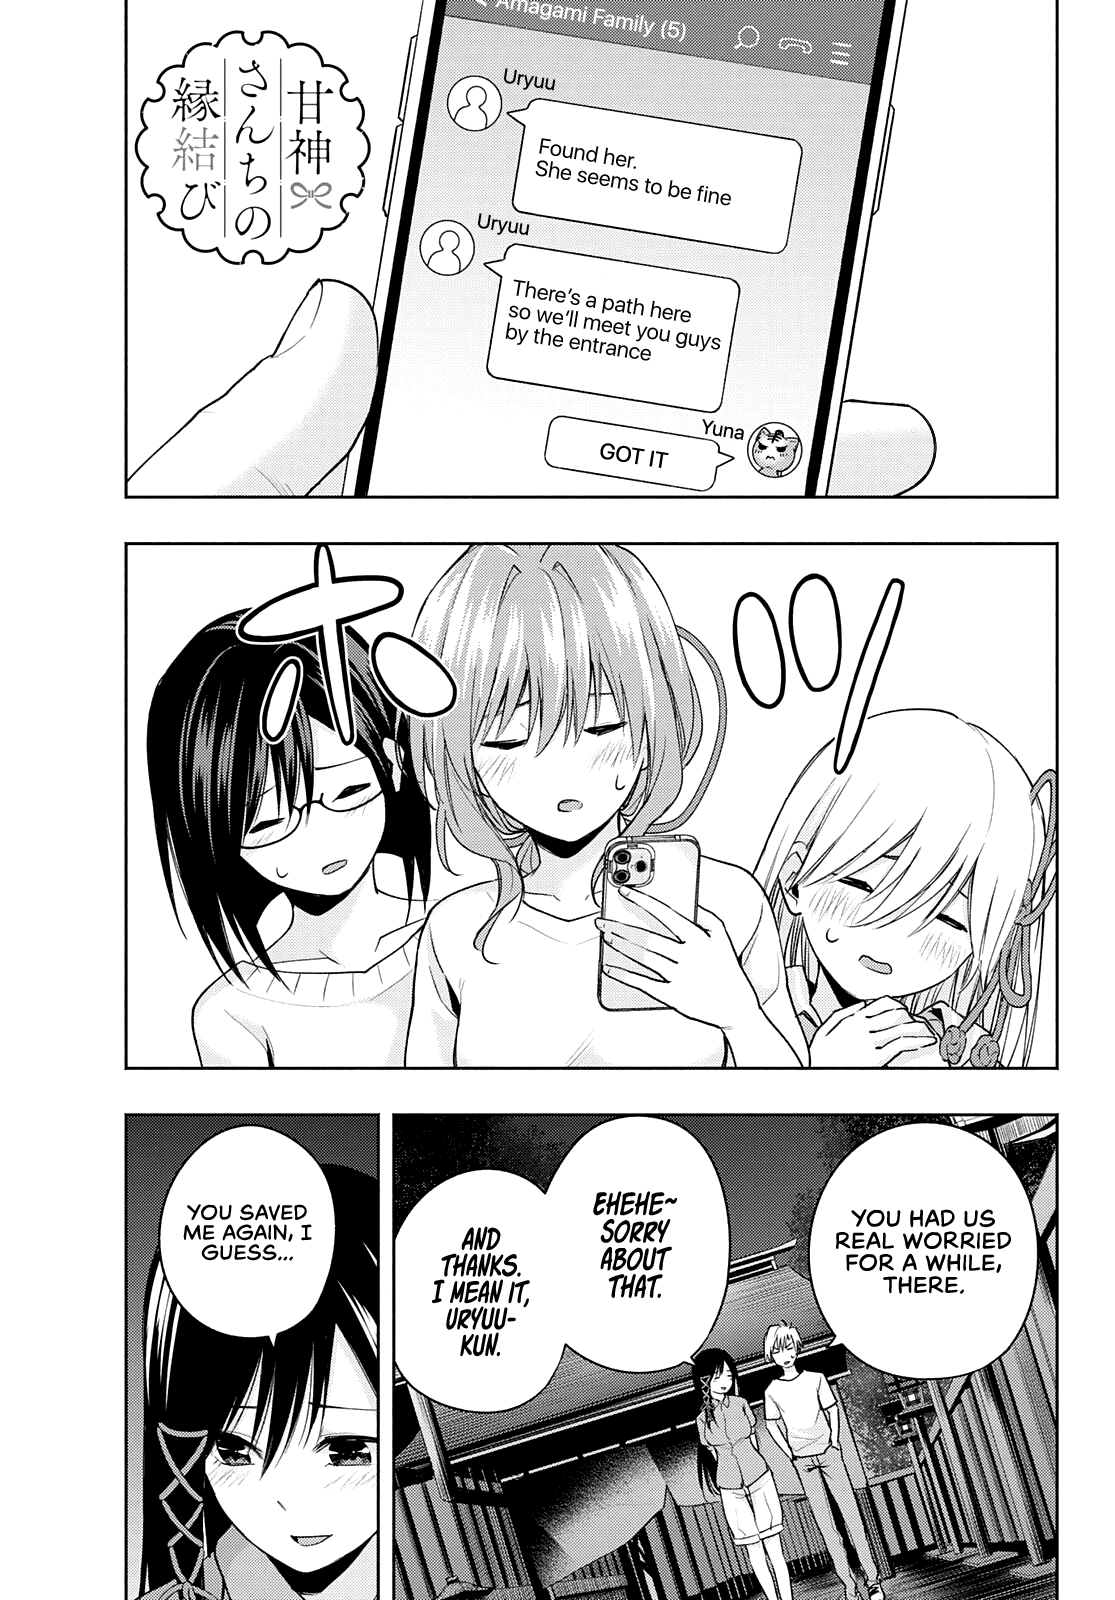 甘神
さんちの
縁結び
Amagami Family (5)
Uryuu
Found her.
She seems to be fine
Uryuu
There's a path here
so we'll meet you guys
by the entrance
Yuna
GOT IT
ホッ
YOU HAD US
REAL WORRIED
FOR A WHILE,
THERE.
EHEHE~
SORRY
ABOUT
THAT.
AND
THANKS.
I MEAN IT,
URYUU-
KUN.
YOU SAVED
ME AGAIN, I
GUESS...